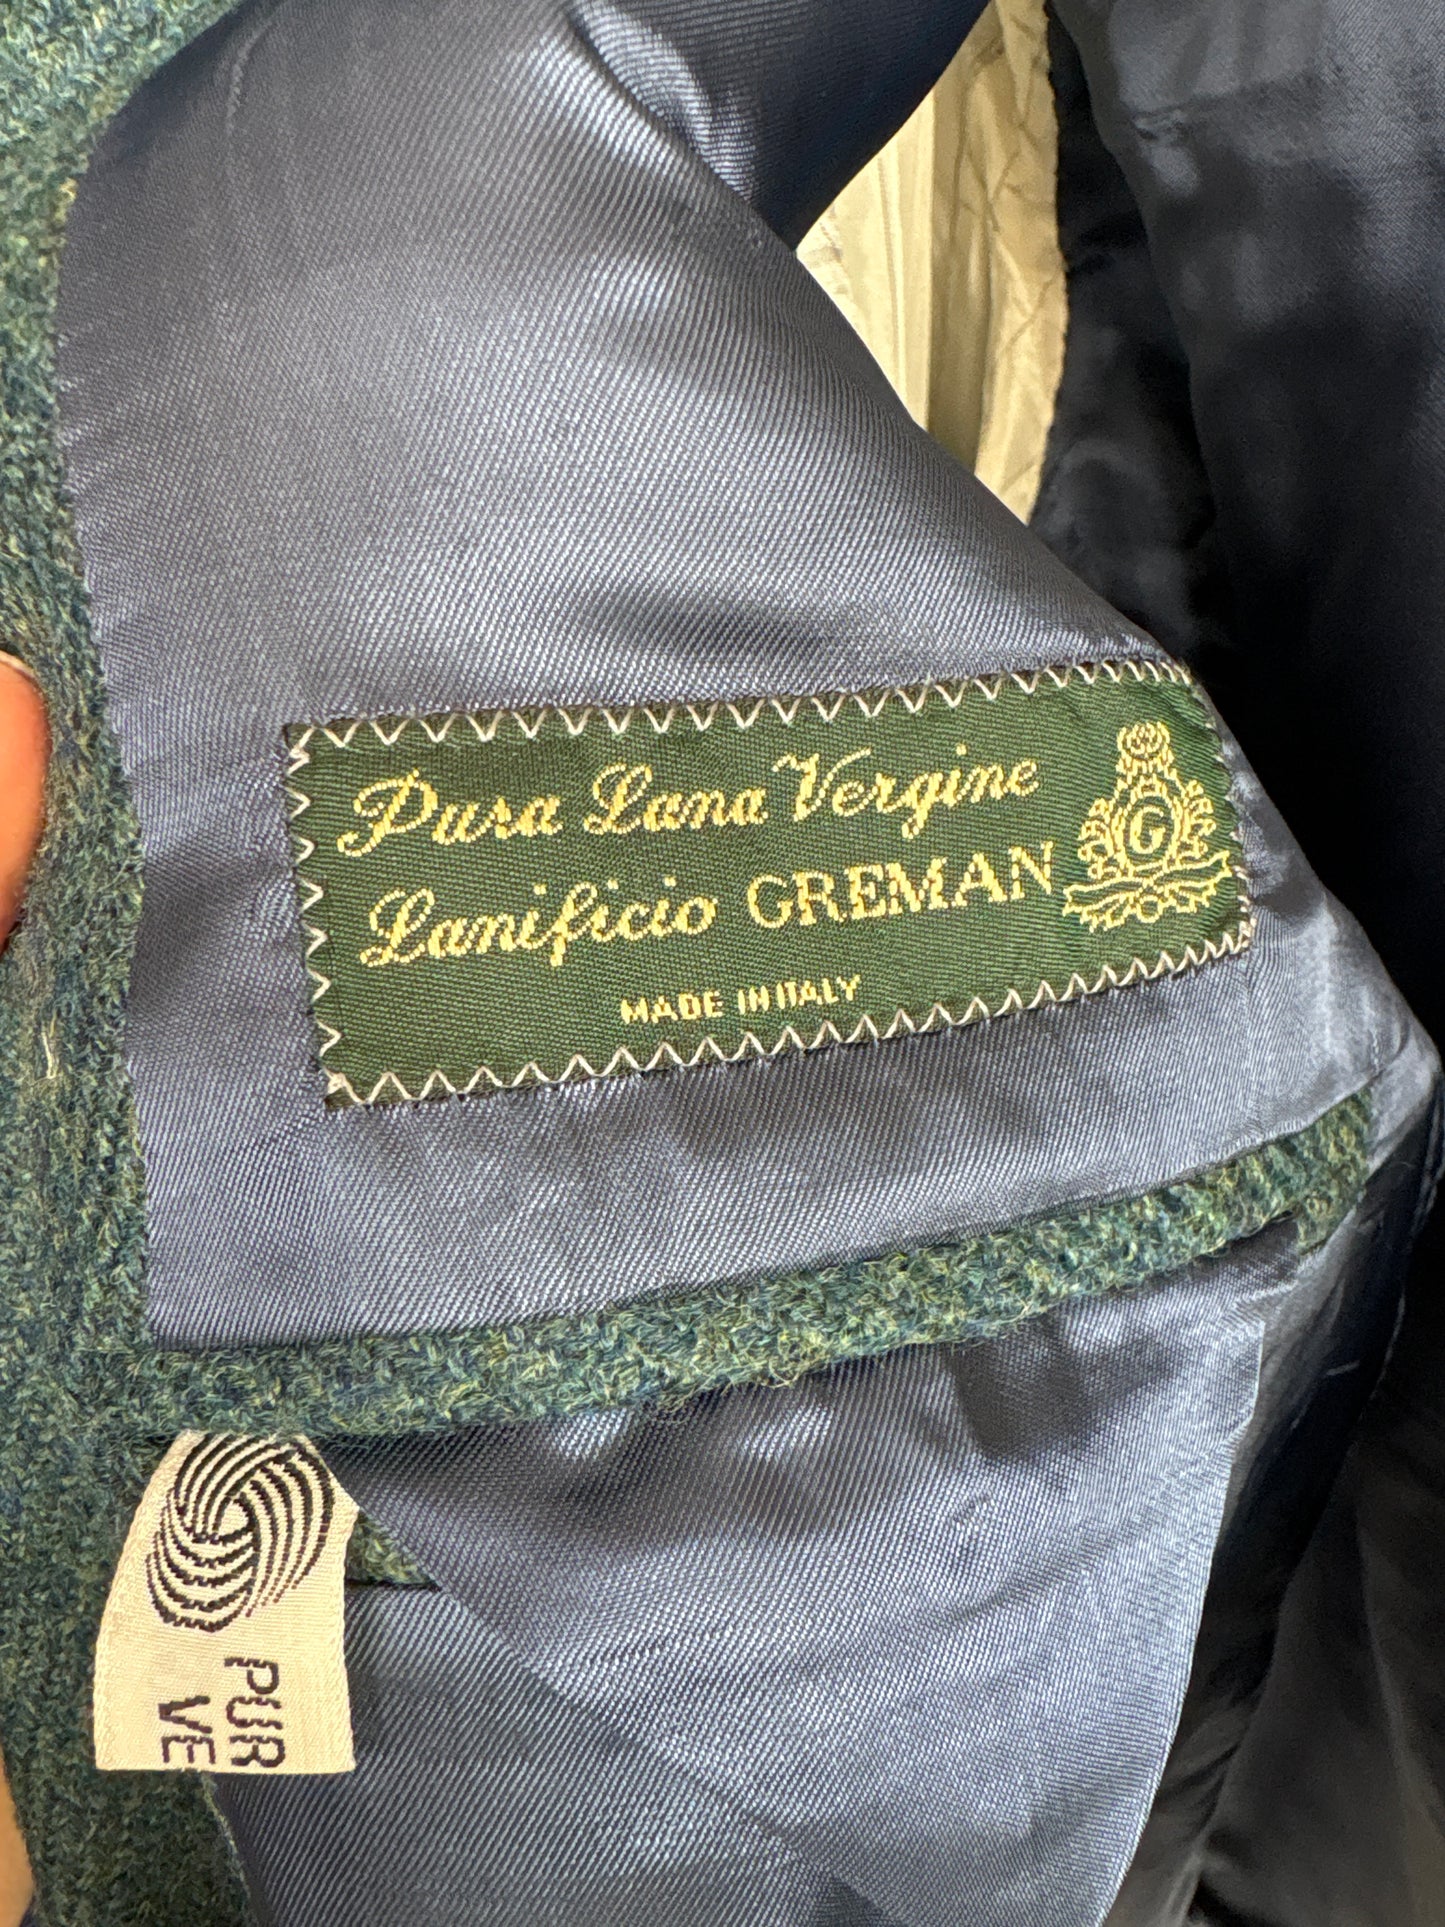 Pura Lana Vergine
Lanificio GREMAN
MADE IN ITALY
G
PUR
VE